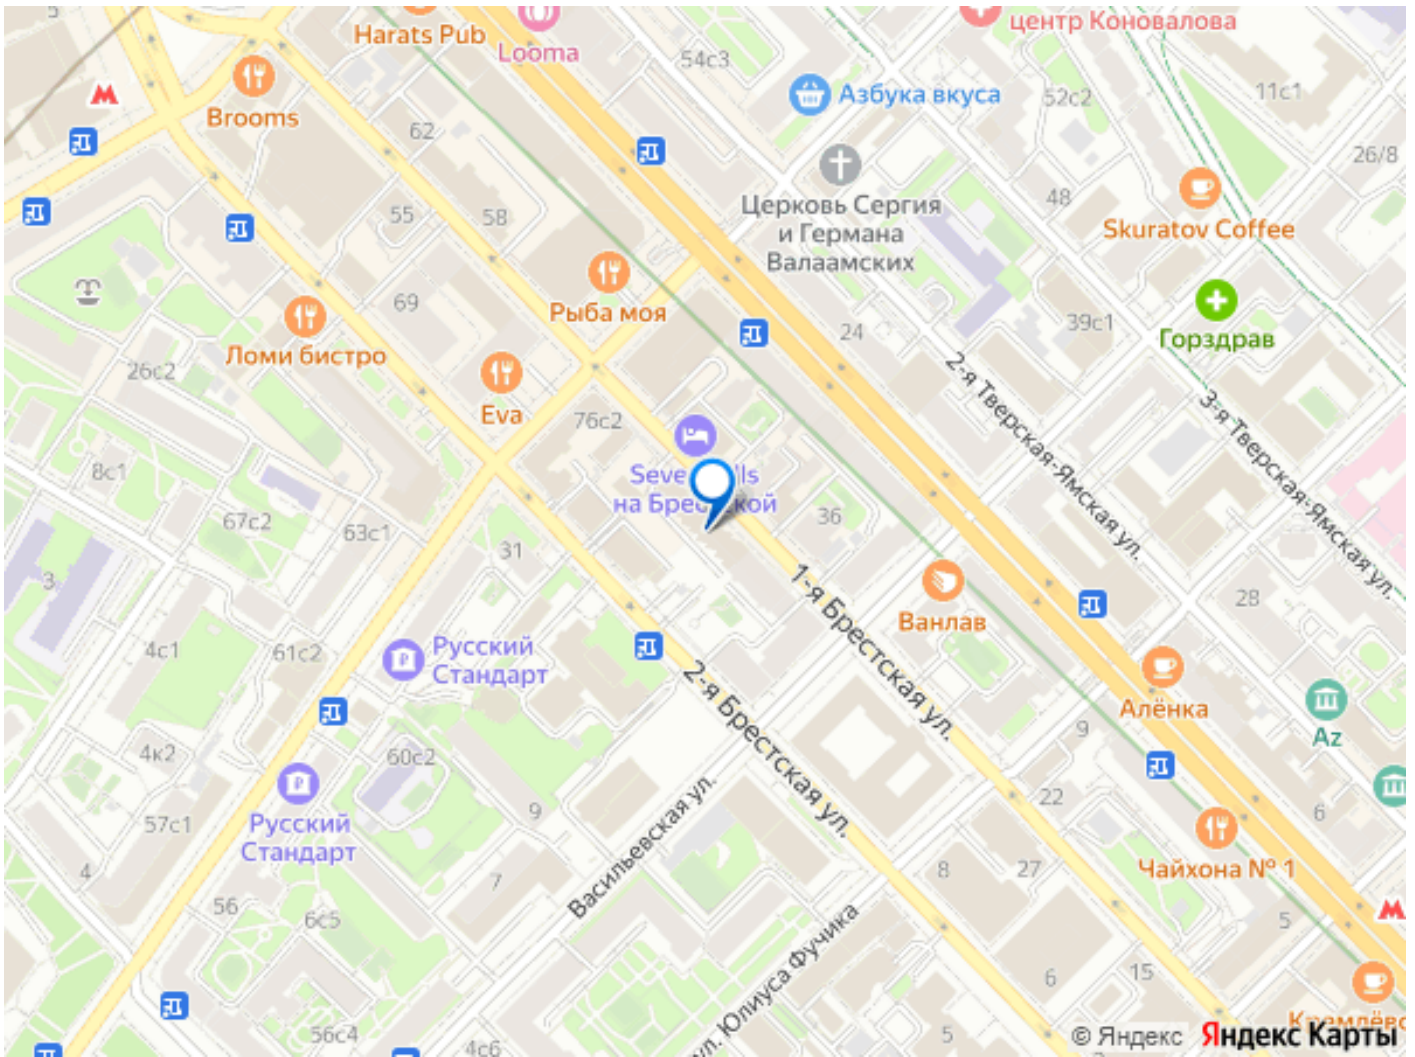 Harats Pub
Looma
центр Коновалова
54с3
Азбука вкуса
52с2
11с1
Brooms
62
26/8
Церковь Сергия
и Германа
Валаамских
48
Skuratov Coffee
55
58
Рыба моя
69
24
39с1
Горздрав
Ломи бистро
26с2
Eva
76с2
2-я Тверская-Ямская ул.
3-я Тверская-Ямская ул.
8с1
67с2
63с1
31
36
3
1-я Брестская ул.
Ванлав
28
4с1
61с2
Русский
Стандарт
2-я Брестская ул.
Алёнка
9
Az
4к2
60с2
57с1
Русский
Стандарт
9
Васильевская ул.
22
6
Чайхона № 1
4
7
8
27
56
6с5
5
ул. Юлиуса Фучика
6
15
56с4
4с6
5
© Яндекс Яндекс Карты